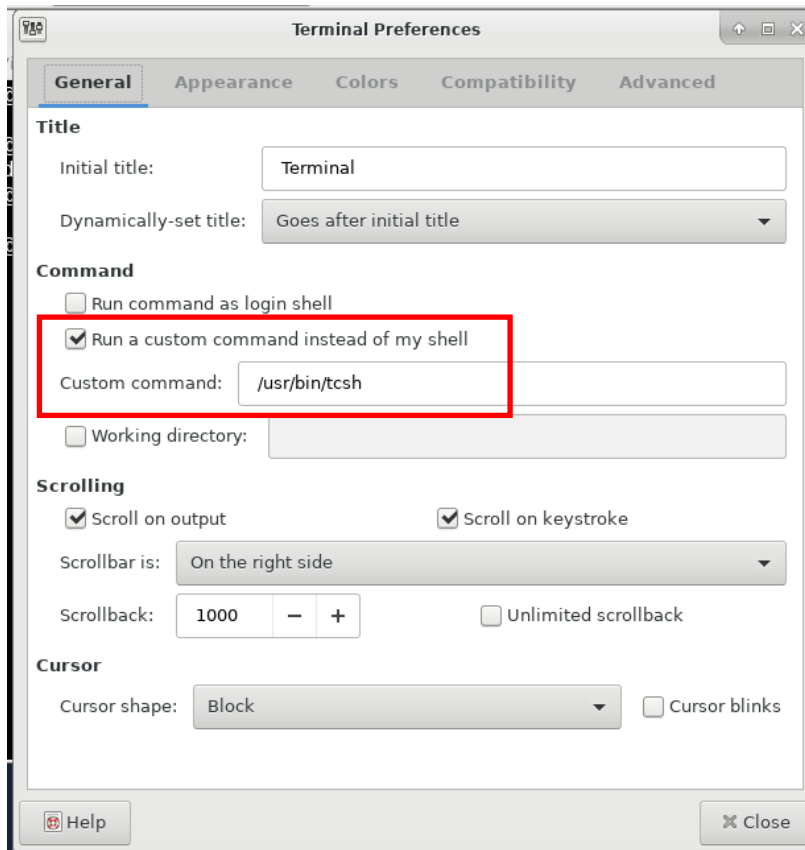 Terminal Preferences
General Appearance Colors Compatibility Advanced
Title
Initial title: Terminal
Dynamically-set title: Goes after initial title
Command
Run command as login shell
Run a custom command instead of my shell
Custom command: /usr/bin/tcsh
Working directory:
Scrolling
Scroll on output Scroll on keystroke
Scrollbar is: On the right side
Scrollback: 1000 − + Unlimited scrollback
Cursor
Cursor shape: Block Cursor blinks
Help Close